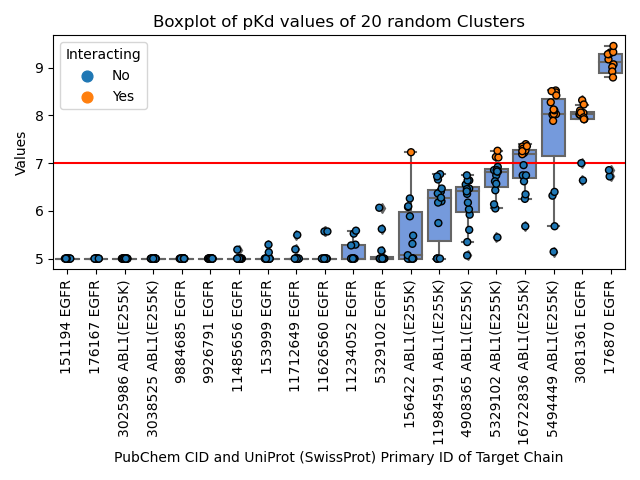 Boxplot of pKd values of 20 random Clusters
Interacting
No
Yes
Values
9
8
7
6
5
151194 EGFR
176167 EGFR
3025986 ABL1(E255K)
3038525 ABL1(E255K)
9884685 EGFR
9926791 EGFR
11485656 EGFR
153999 EGFR
11712649 EGFR
11626560 EGFR
11234052 EGFR
5329102 EGFR
156422 ABL1(E255K)
11984591 ABL1(E255K)
4908365 ABL1(E255K)
5329102 ABL1(E255K)
16722836 ABL1(E255K)
5494449 ABL1(E255K)
3081361 EGFR
176870 EGFR
PubChem CID and UniProt (SwissProt) Primary ID of Target Chain